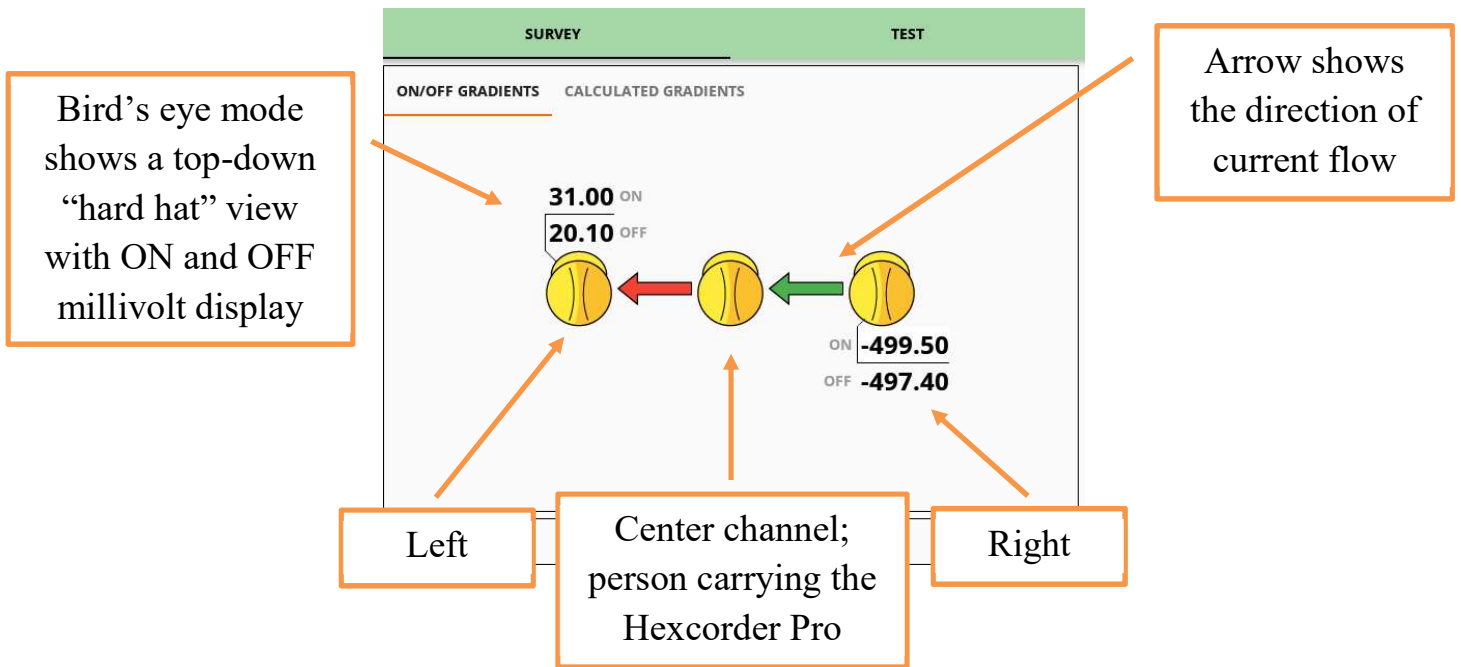 SURVEY
TEST
ON/OFF GRADIENTS
CALCULATED GRADIENTS
Bird’s eye mode
shows a top-down
“hard hat” view
with ON and OFF
millivolt display
Arrow shows
the direction of
current flow
31.00 ON
20.10 OFF
ON -499.50
OFF -497.40
Left
Center channel;
person carrying the
Hexcorder Pro
Right